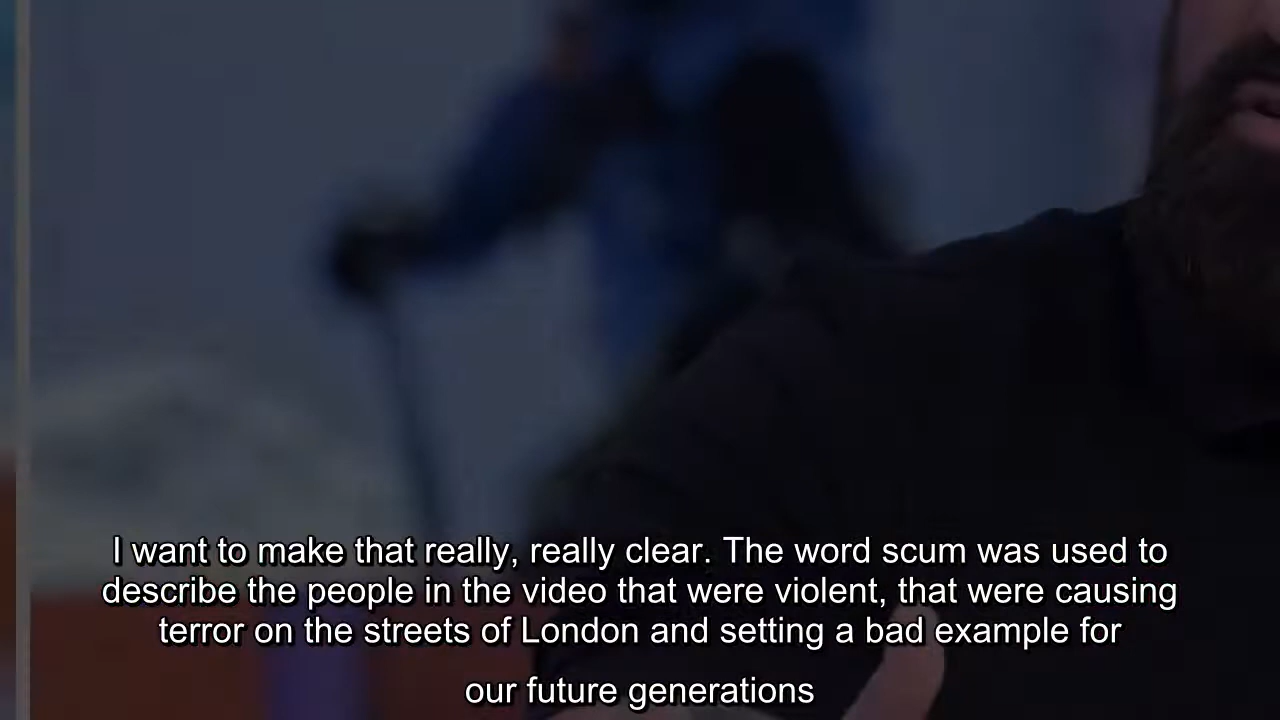 I want to make that really, really clear. The word scum was used to
describe the people in the video that were violent, that were causing
terror on the streets of London and setting a bad example for
our future generations